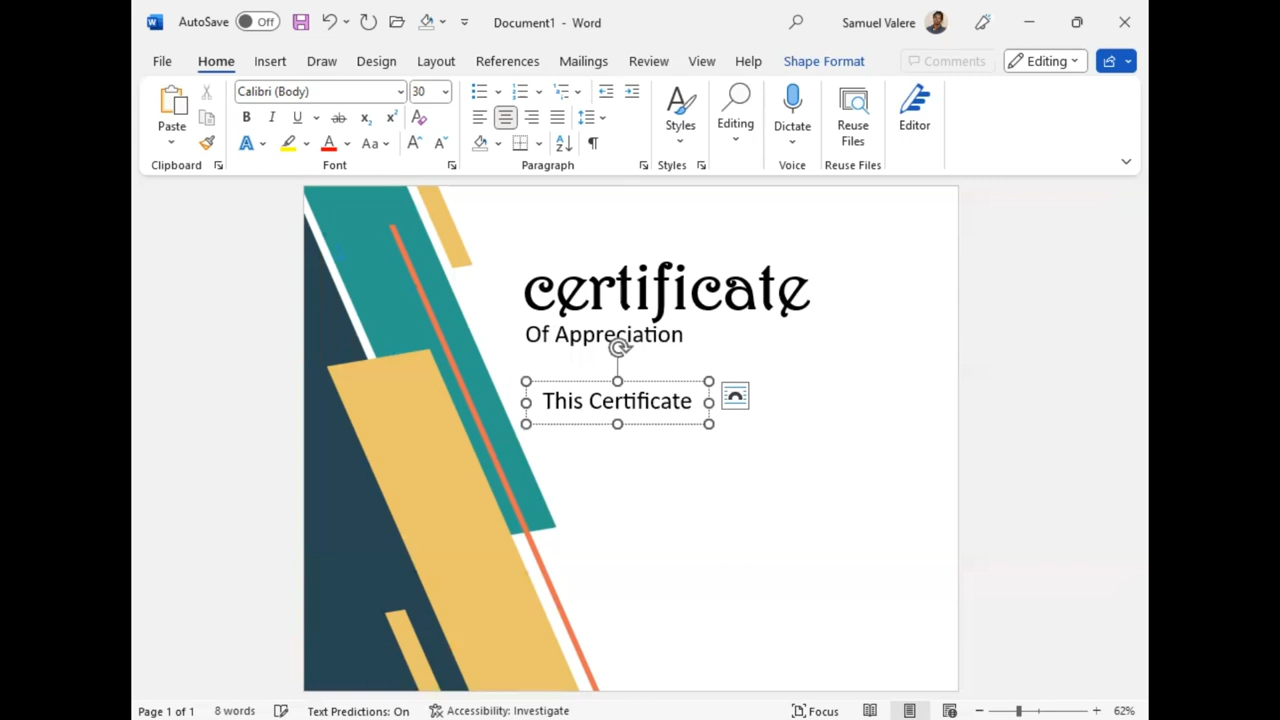 AutoSave Off Document1 - Word Samuel Valere
File Home Insert Draw Design Layout References Mailings Review View Help Shape Format Comments Editing
Calibri (Body) 30
Paste Styles Editing Dictate Reuse Files Editor
Clipboard Font Paragraph Styles Voice Reuse Files
certificate
Of Appreciation
This Certificate
Page 1 of 1 8 words Text Predictions: On Accessibility: Investigate Focus 62%